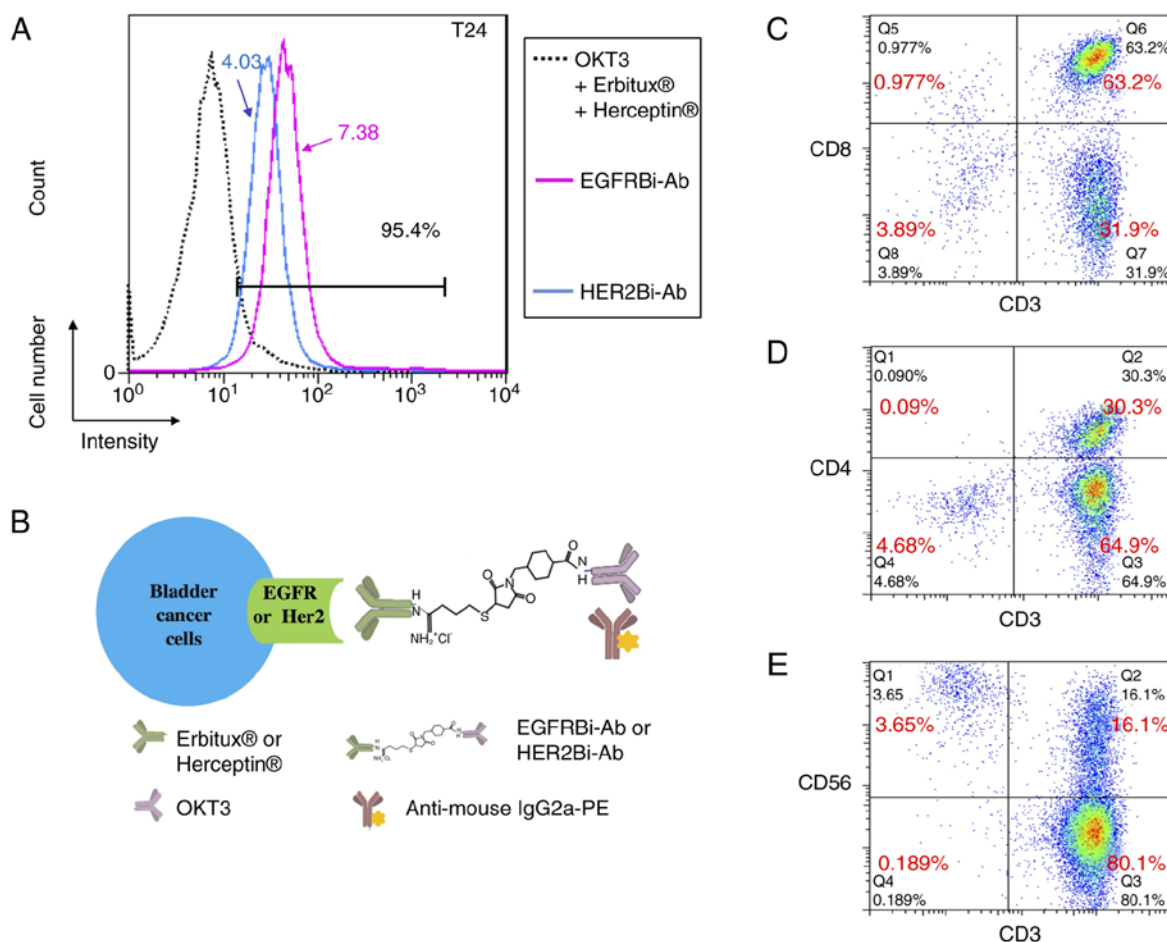 A
T24
4.03
7.38
95.4%
Count
Cell number
0
10⁰
10¹
10²
10³
10⁴
Intensity
OKT3
+ Erbitux®
+ Herceptin®
EGFRBi-Ab
HER2Bi-Ab
B
Bladder
cancer
cells
EGFR
or Her2
H
N
NH₂⁺Cl⁻
S
O
N
O
O
N
H
Erbitux® or
Herceptin®
OKT3
EGFRBi-Ab or
HER2Bi-Ab
Anti-mouse IgG2a-PE
C
Q5
0.977%
0.977%
Q6
63.2%
63.2%
CD8
3.89%
Q8
3.89%
31.9%
Q7
31.9%
CD3
D
Q1
0.090%
0.09%
Q2
30.3%
30.3%
CD4
4.68%
Q4
4.68%
64.9%
Q3
64.9%
CD3
E
Q1
3.65
3.65%
Q2
16.1%
16.1%
CD56
0.189%
Q4
0.189%
80.1%
Q3
80.1%
CD3